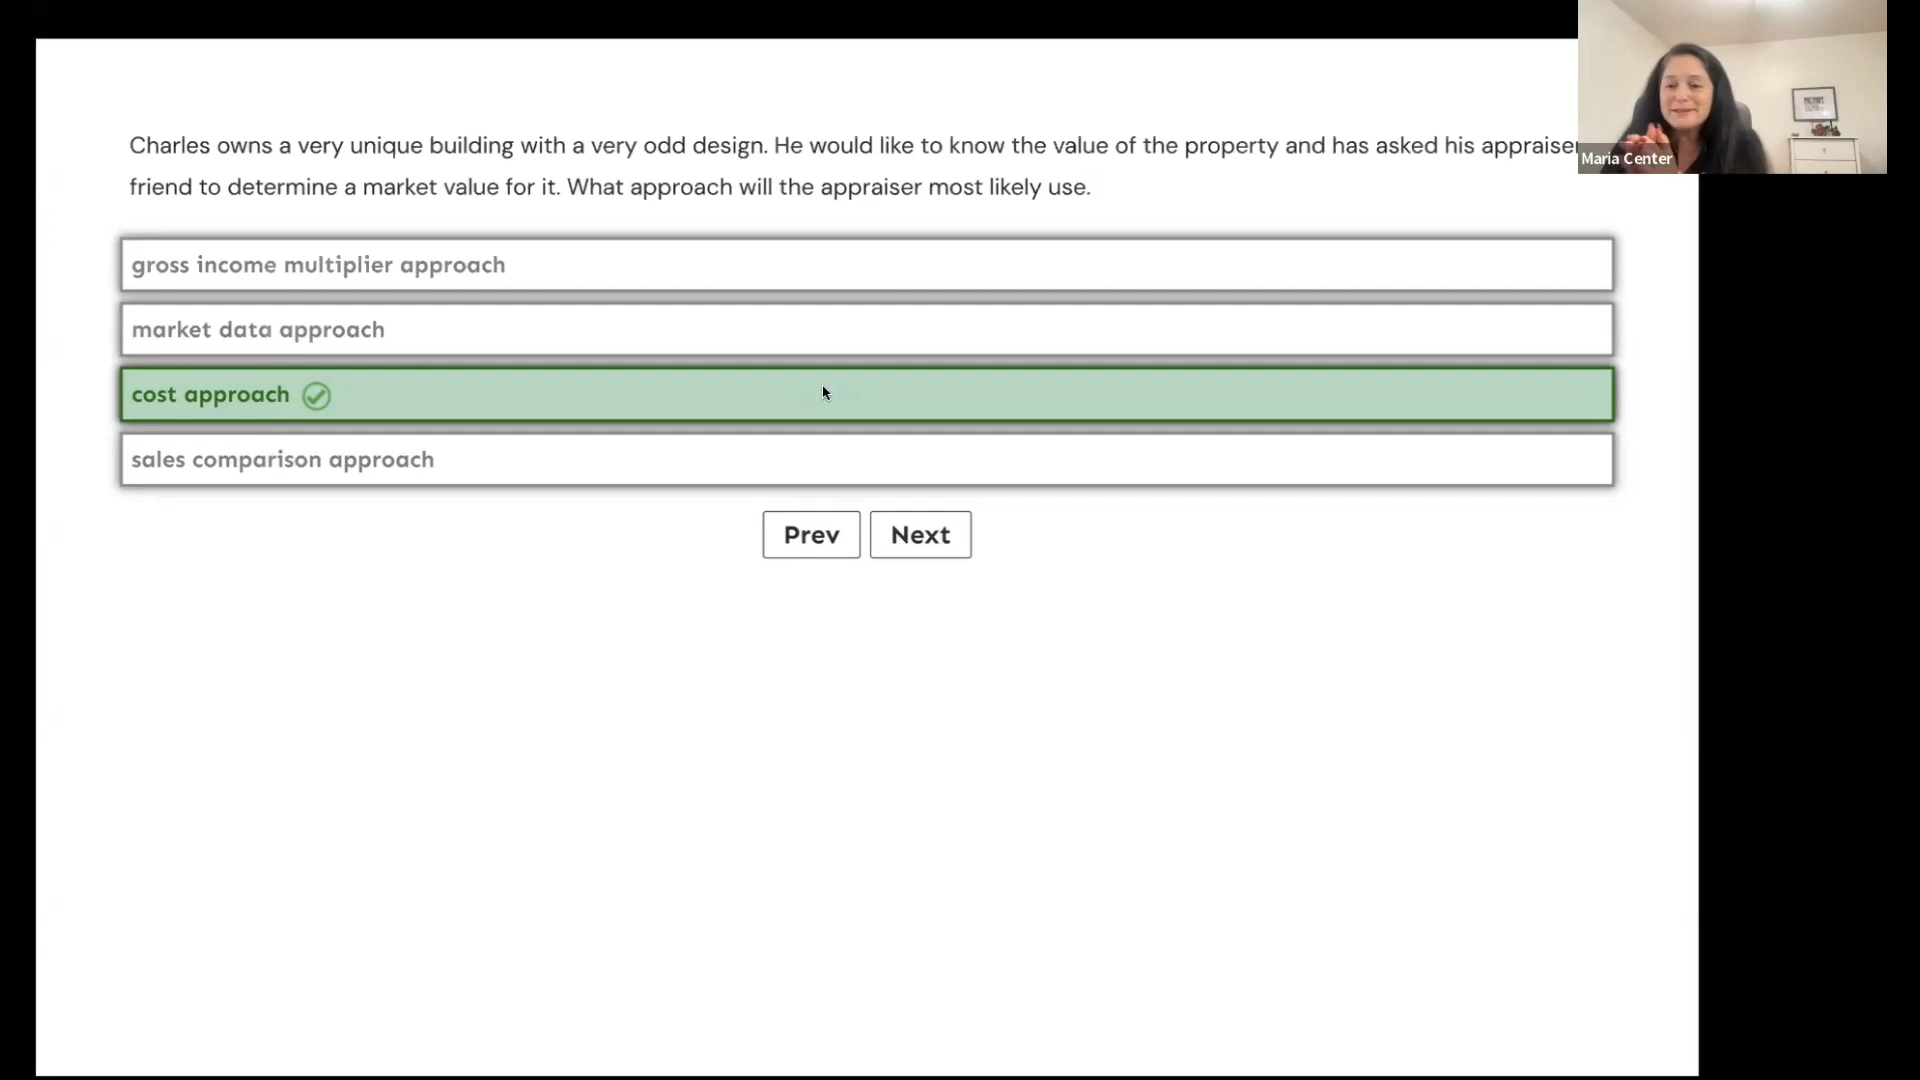 Charles owns a very unique building with a very odd design. He would like to know the value of the property and has asked his appraiser
friend to determine a market value for it. What approach will the appraiser most likely use.
gross income multiplier approach
market data approach
cost approach
sales comparison approach
Prev Next
Maria Center